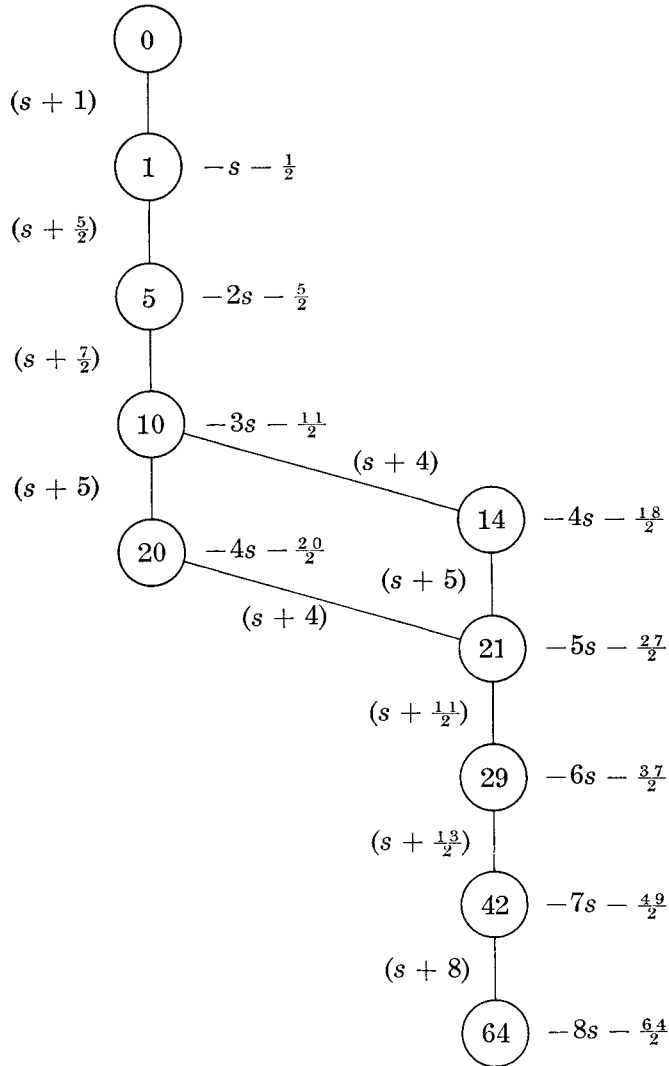 0
(s + 1)
1 −s − 1/2
(s + 5/2)
5 −2s − 5/2
(s + 7/2)
10 −3s − 11/2
(s + 4)
(s + 5)
14 −4s − 18/2
20 −4s − 20/2
(s + 5)
(s + 4)
21 −5s − 27/2
(s + 11/2)
29 −6s − 37/2
(s + 13/2)
42 −7s − 49/2
(s + 8)
64 −8s − 64/2